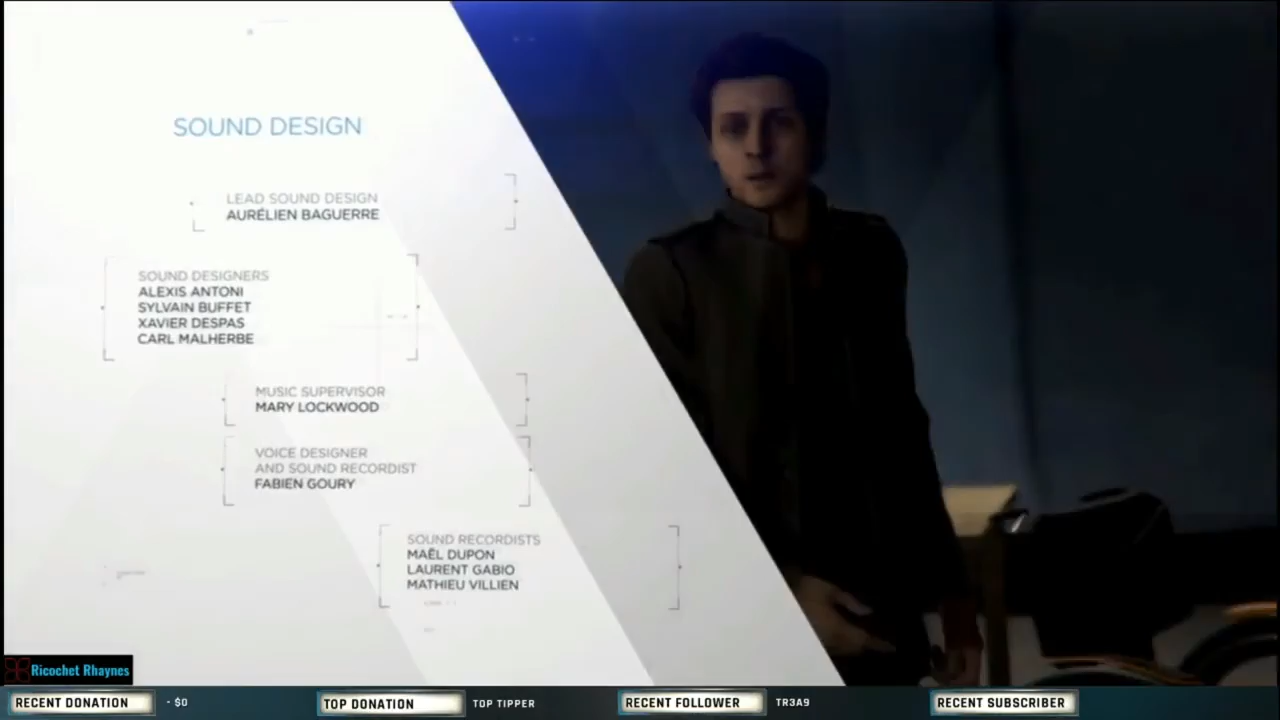 SOUND DESIGN
LEAD SOUND DESIGN
AURÉLIEN BAGUERRE
SOUND DESIGNERS
ALEXIS ANTONI
SYLVAIN BUFFET
XAVIER DESPAS
CARL MALHERBE
MUSIC SUPERVISOR
MARY LOCKWOOD
VOICE DESIGNER
AND SOUND RECORDIST
FABIEN GOURY
SOUND RECORDISTS
MAËL DUPON
LAURENT GABIO
MATHIEU VILLIEN
Ricochet Rhaynes
RECENT DONATION - $0 TOP DONATION TOP TIPPER RECENT FOLLOWER TR3A9 RECENT SUBSCRIBER